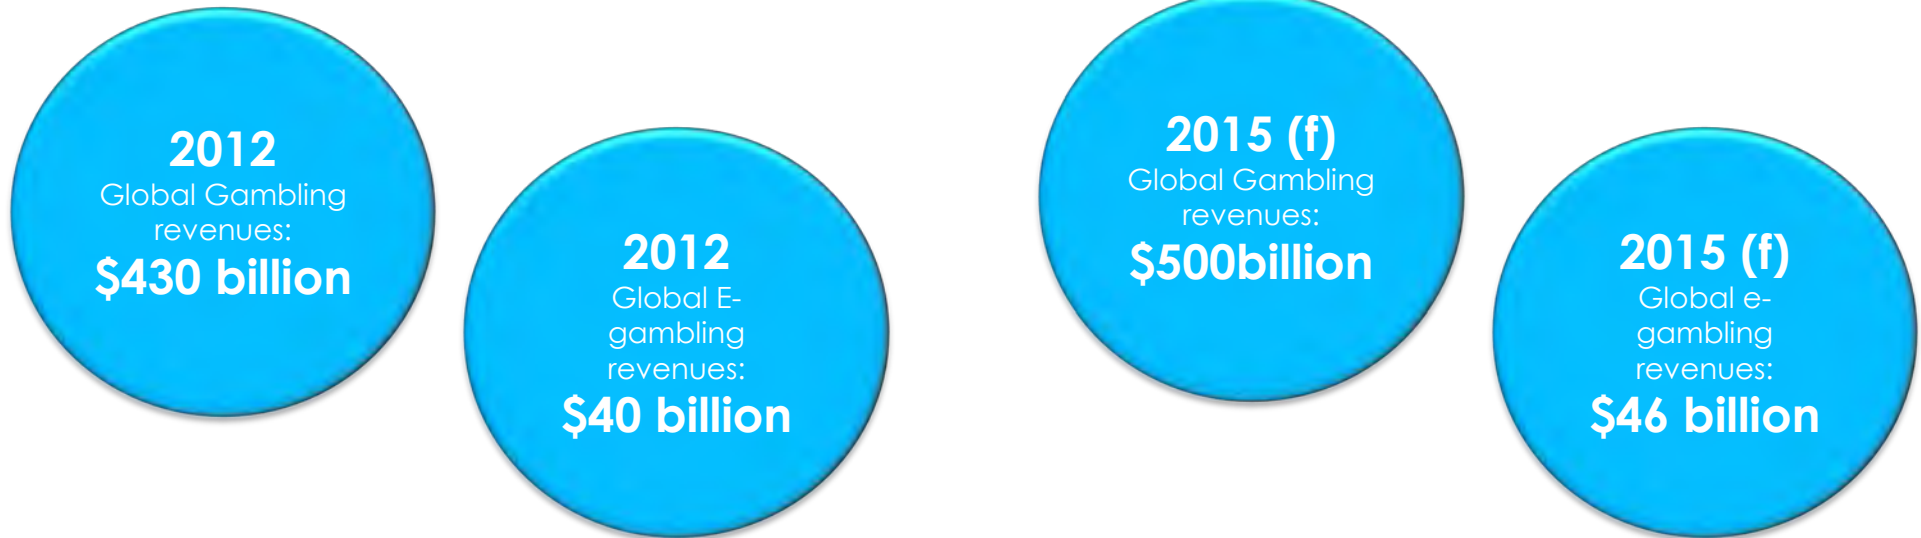 2012
Global Gambling
revenues:
$430 billion
2012
Global E-
gambling
revenues:
$40 billion
2015 (f)
Global Gambling
revenues:
$500billion
2015 (f)
Global e-
gambling
revenues:
$46 billion